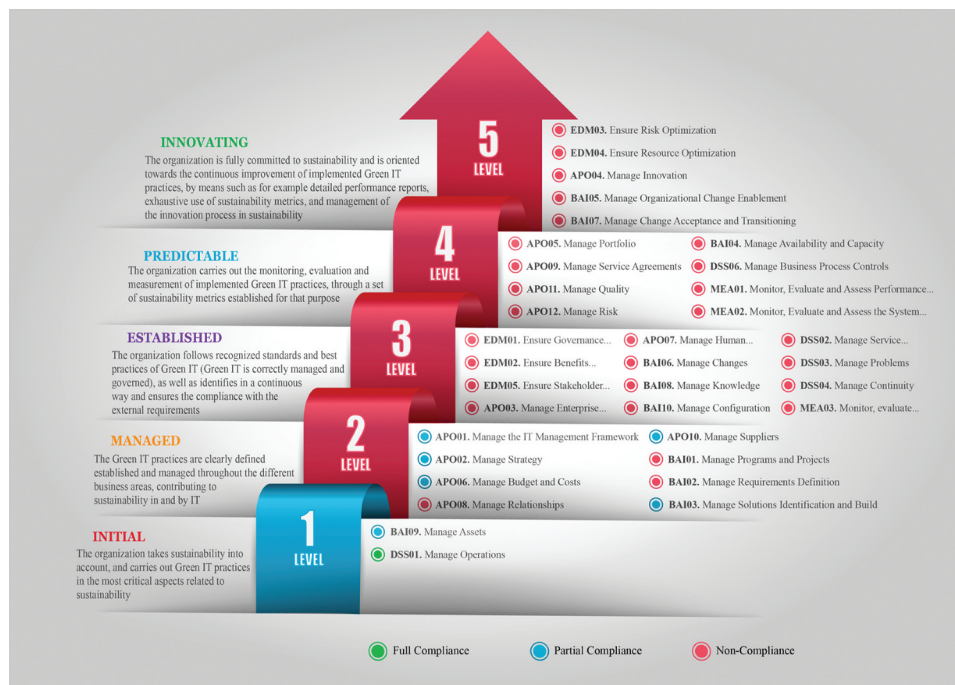 5
LEVEL
EDM03. Ensure Risk Optimization
EDM04. Ensure Resource Optimization
APO04. Manage Innovation
BAI05. Manage Organizational Change Enablement
BAI07. Manage Change Acceptance and Transitioning
INNOVATING
The organization is fully committed to sustainability and is oriented
towards the continuous improvement of implemented Green IT
practices, by means such as for example detailed performance reports,
exhaustive use of sustainability metrics, and management of
the innovation process in sustainability
4
LEVEL
APO05. Manage Portfolio
APO09. Manage Service Agreements
APO11. Manage Quality
APO12. Manage Risk
BAI04. Manage Availability and Capacity
DSS06. Manage Business Process Controls
MEA01. Monitor, Evaluate and Assess Performance...
MEA02. Monitor, Evaluate and Assess the System...
PREDICTABLE
The organization carries out the monitoring, evaluation and
measurement of implemented Green IT practices, through a set
of sustainability metrics established for that purpose
3
LEVEL
EDM01. Ensure Governance...
EDM02. Ensure Benefits...
EDM05. Ensure Stakeholder...
APO03. Manage Enterprise...
APO07. Manage Human...
BAI06. Manage Changes
BAI08. Manage Knowledge
BAI10. Manage Configuration
DSS02. Manage Service...
DSS03. Manage Problems
DSS04. Manage Continuity
MEA03. Monitor, evaluate...
ESTABLISHED
The organization follows recognized standards and best
practices of Green IT (Green IT is correctly managed and
governed), as well as identifies in a continuous
way and ensures the compliance with the
external requirements
2
LEVEL
APO01. Manage the IT Management Framework
APO02. Manage Strategy
APO06. Manage Budget and Costs
APO08. Manage Relationships
APO10. Manage Suppliers
BAI01. Manage Programs and Projects
BAI02. Manage Requirements Definition
BAI03. Manage Solutions Identification and Build
MANAGED
The Green IT practices are clearly defined
established and managed throughout the different
business areas, contributing to
sustainability in and by IT
1
LEVEL
BAI09. Manage Assets
DSS01. Manage Operations
INITIAL
The organization takes sustainability into
account, and carries out Green IT practices
in the most critical aspects related to
sustainability
Full Compliance
Partial Compliance
Non-Compliance